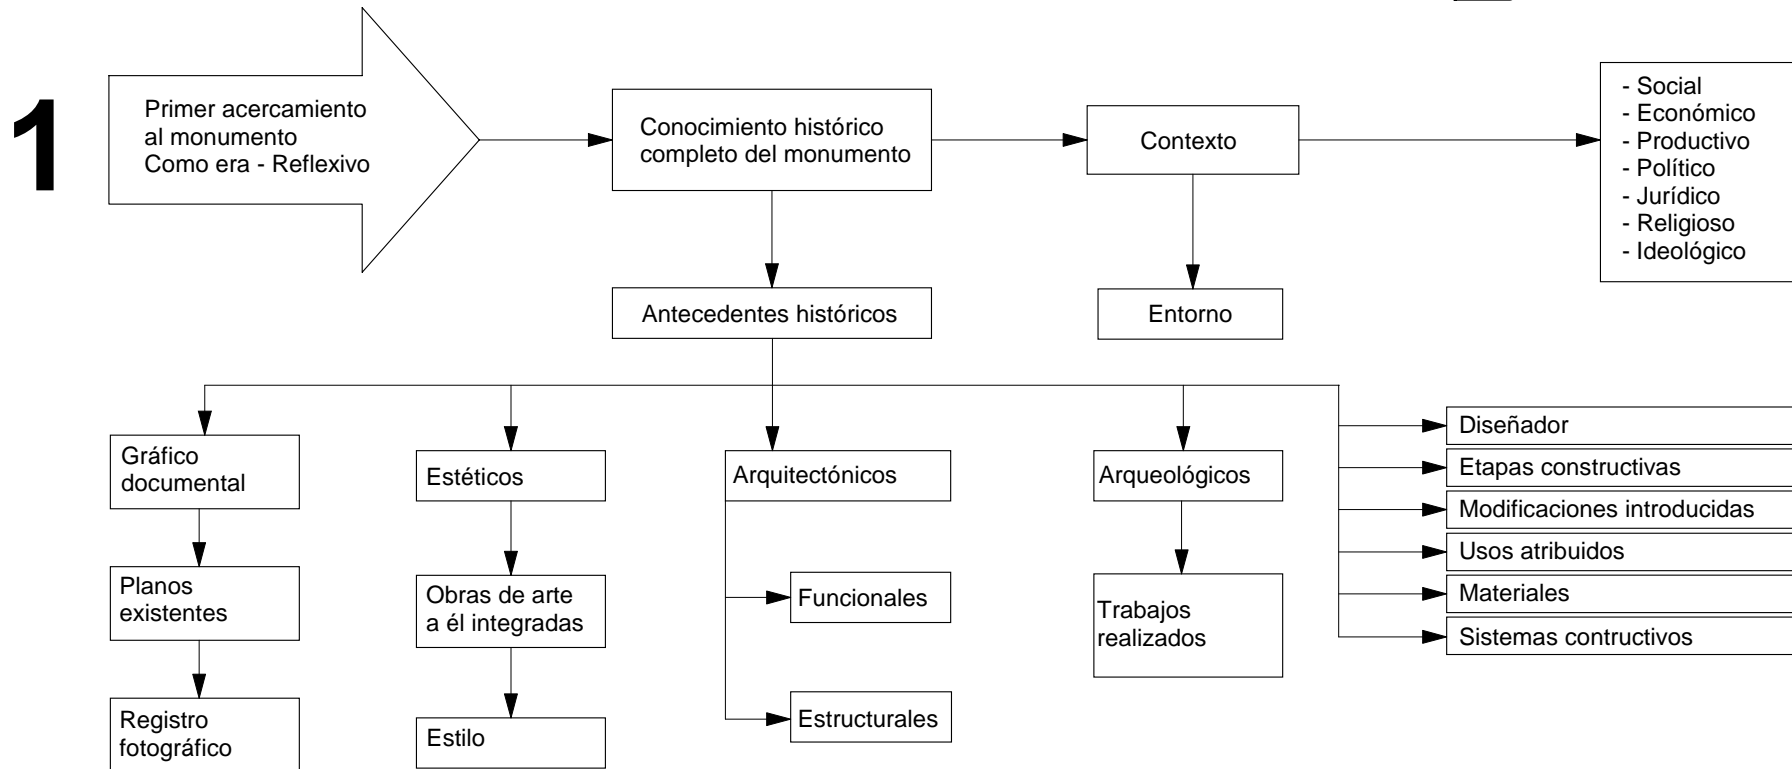 1
Primer acercamiento
al monumento
Como era - Reflexivo
Conocimiento histórico
completo del monumento
Contexto
- Social
- Económico
- Productivo
- Político
- Jurídico
- Religioso
- Ideológico
Antecedentes históricos
Entorno
Gráfico
documental
Estéticos
Arquitectónicos
Arqueológicos
Diseñador
Etapas constructivas
Modificaciones introducidas
Usos atribuidos
Materiales
Sistemas contructivos
Planos
existentes
Obras de arte
a él integradas
Funcionales
Trabajos
realizados
Registro
fotográfico
Estilo
Estructurales